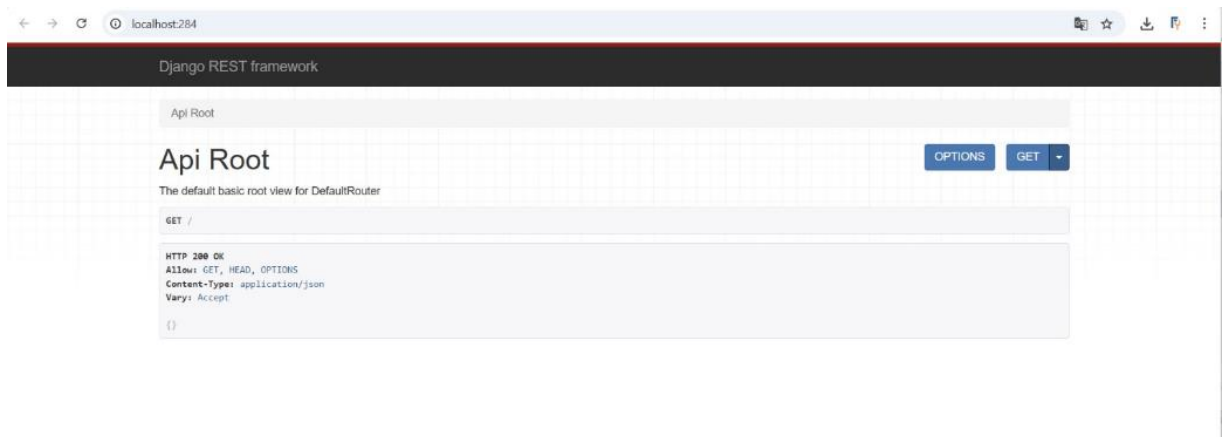 localhost:284
Django REST framework
Api Root
Api Root
OPTIONS
GET
The default basic root view for DefaultRouter
GET /
HTTP 200 OK
Allow: GET, HEAD, OPTIONS
Content-Type: application/json
Vary: Accept
{}